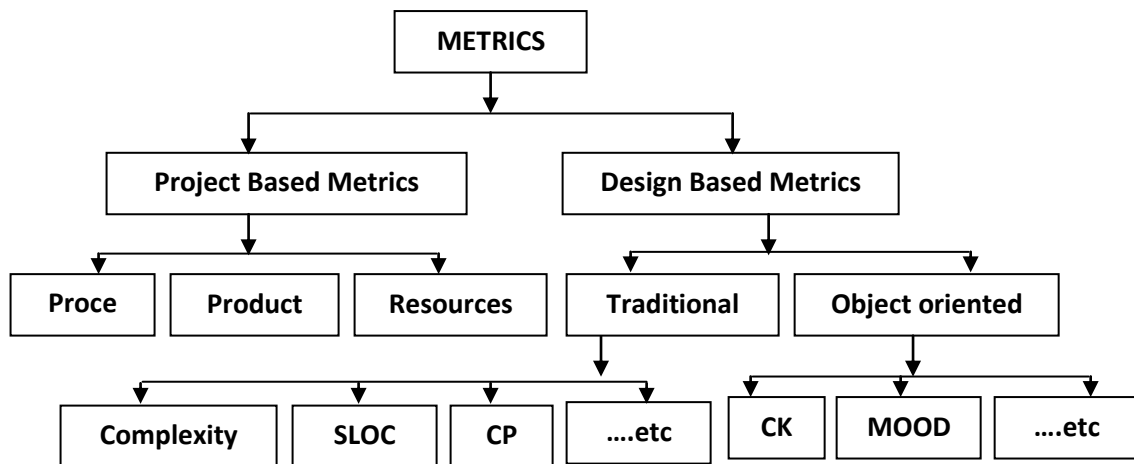 METRICS
Project Based Metrics
Design Based Metrics
Proce
Product
Resources
Traditional
Object oriented
Complexity
SLOC
CP
….etc
CK
MOOD
….etc